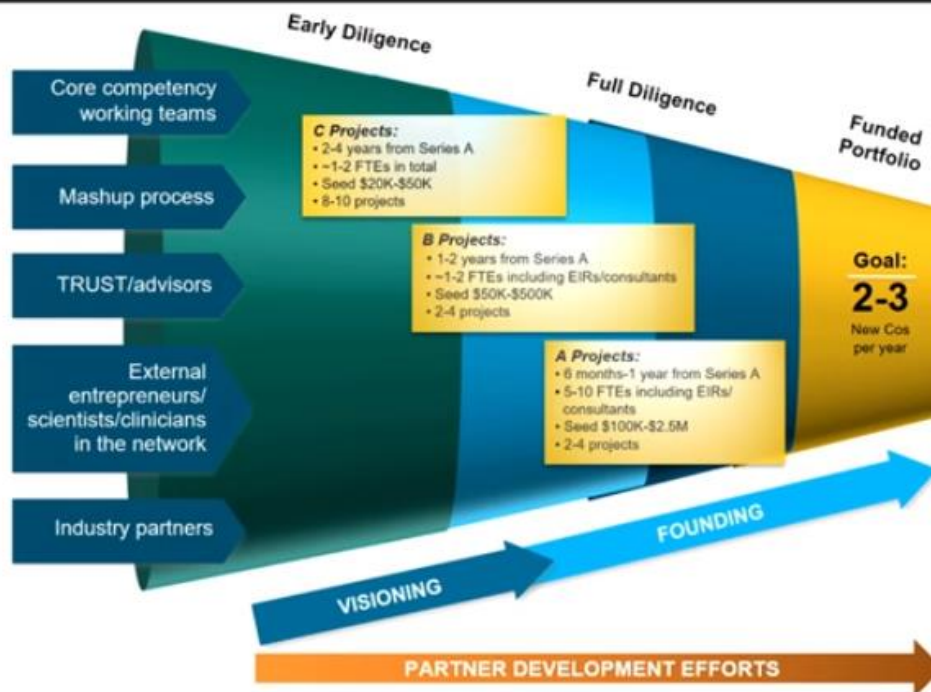 Early Diligence
Full Diligence
Funded
Portfolio
Core competency
working teams
Mashup process
TRUST/advisors
External
entrepreneurs/
scientists/clinicians
in the network
Industry partners
C Projects:
• 2-4 years from Series A
• ~1-2 FTEs in total
• Seed $20K-$50K
• 8-10 projects
B Projects:
• 1-2 years from Series A
• ~1-2 FTEs including EIRs/consultants
• Seed $50K-$500K
• 2-4 projects
A Projects:
• 6 months-1 year from Series A
• 5-10 FTEs including EIRs/
consultants
• Seed $100K-$2.5M
• 2-4 projects
Goal:
2-3
New Cos
per year
VISIONING
FOUNDING
PARTNER DEVELOPMENT EFFORTS